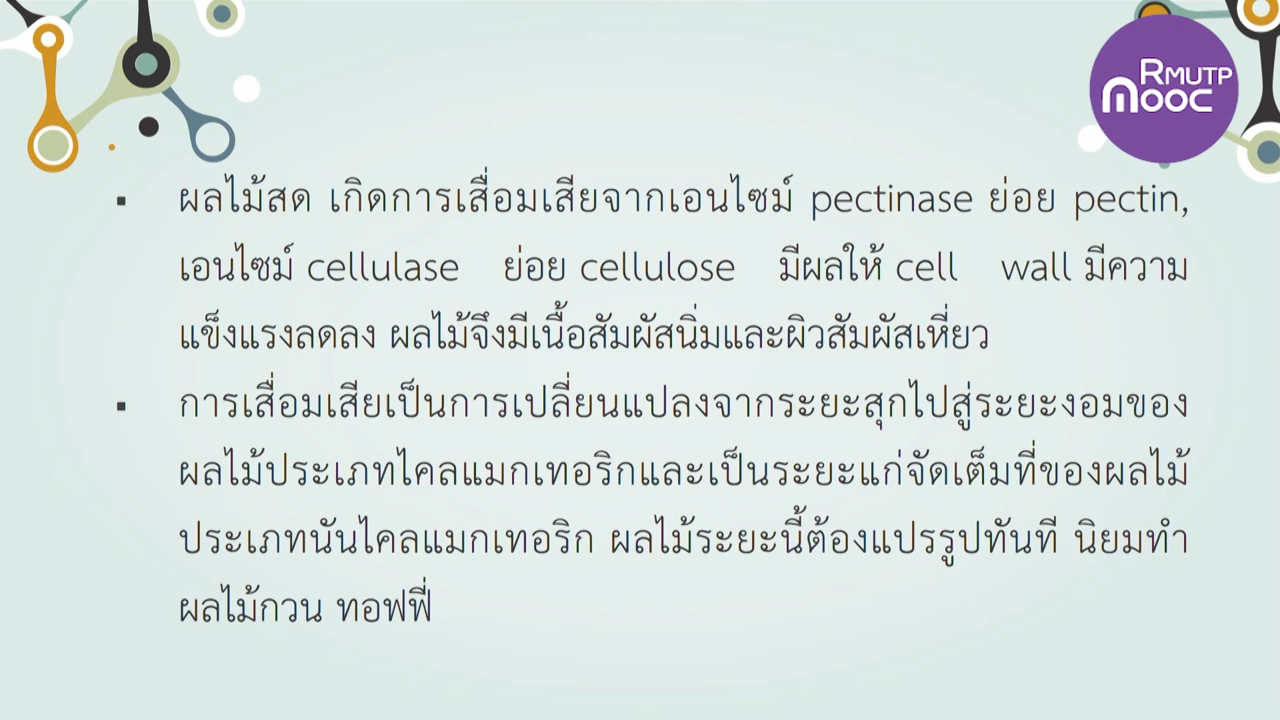 RMUTP
mooc
▪ ผลไม้สด เกิดการเสื่อมเสียจากเอนไซม์ pectinase ย่อย pectin,
เอนไซม์ cellulase ย่อย cellulose มีผลให้ cell wall มีความ
แข็งแรงลดลง ผลไม้จึงมีเนื้อสัมผัสนิ่มและผิวสัมผัสเหี่ยว
▪ การเสื่อมเสียเป็นการเปลี่ยนแปลงจากระยะสุกไปสู่ระยะงอมของ
ผลไม้ประเภทไคลแมกเทอริกและเป็นระยะแก่จัดเต็มที่ของผลไม้
ประเภทนันไคลแมกเทอริก ผลไม้ระยะนี้ต้องแปรรูปทันที นิยมทำ
ผลไม้กวน ทอฟฟี่